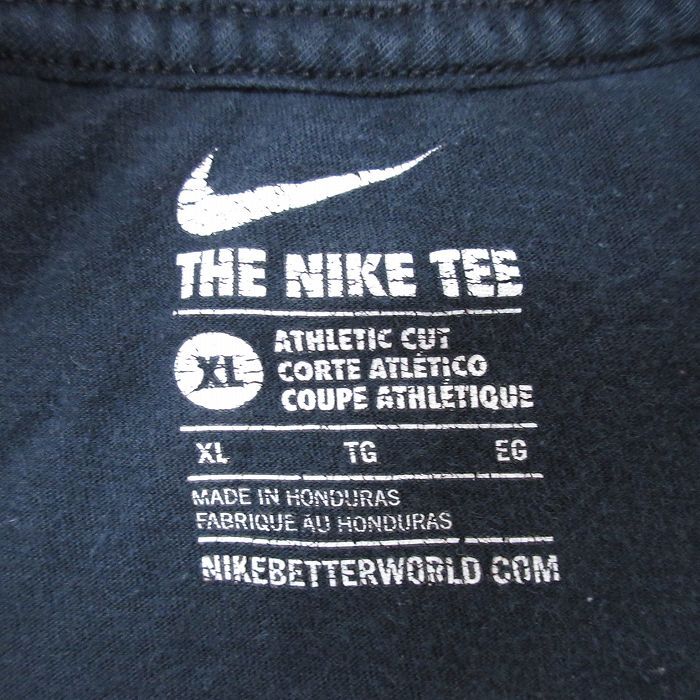 THE NIKE TEE
XL
ATHLETIC CUT
CORTE ATLÉTICO
COUPE ATHLÉTIQUE
XL TG EG
MADE IN HONDURAS
FABRIQUE AU HONDURAS
NIKEBETTERWORLD.COM